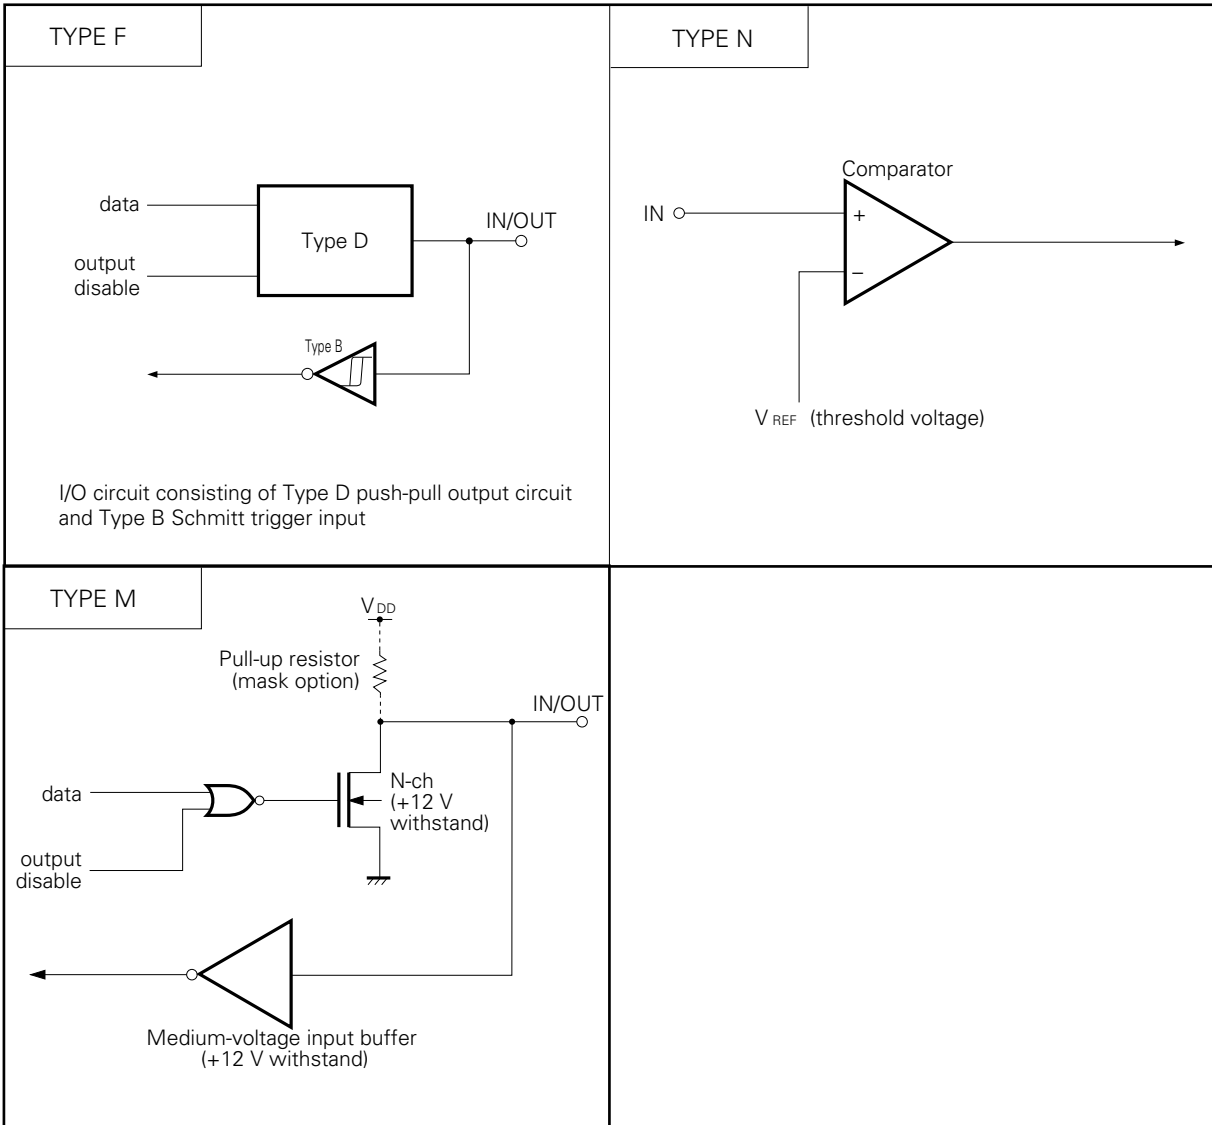 TYPE F
data
output
disable
Type D
IN/OUT
Type B
I/O circuit consisting of Type D push-pull output circuit
and Type B Schmitt trigger input
TYPE N
Comparator
IN
+
–
V REF (threshold voltage)
TYPE M
VDD
Pull-up resistor
(mask option)
IN/OUT
data
N-ch
(+12 V
withstand)
output
disable
Medium-voltage input buffer
(+12 V withstand)